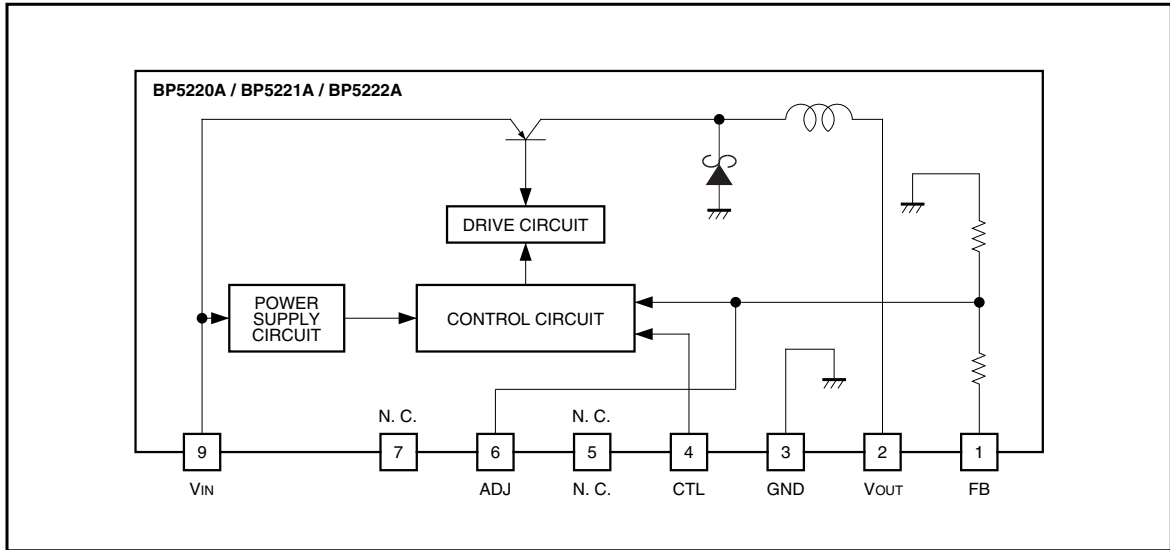 BP5220A / BP5221A / BP5222A
DRIVE CIRCUIT
POWER
SUPPLY
CIRCUIT
CONTROL CIRCUIT
N. C.
N. C.
9
7
6
5
4
3
2
1
VIN
ADJ
N. C.
CTL
GND
VOUT
FB